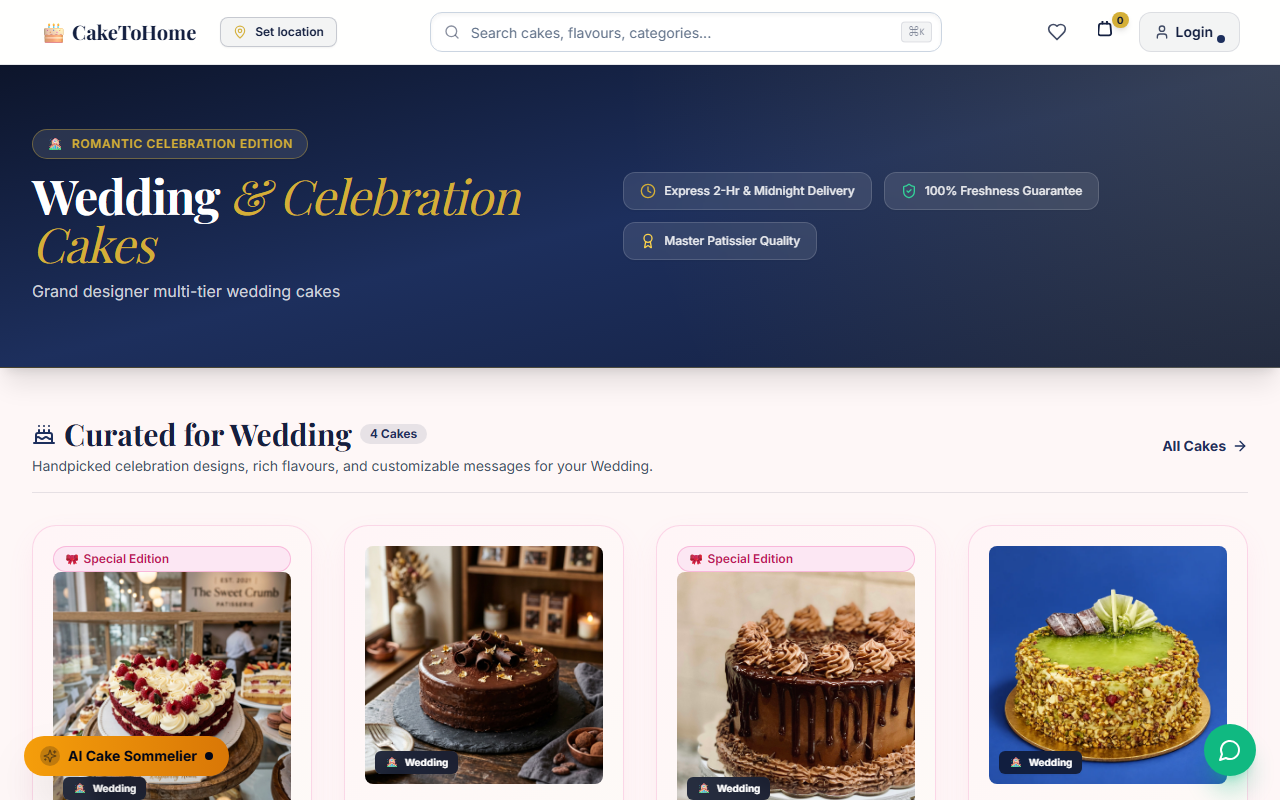 CakeToHome
Set location
Search cakes, flavours, categories...
⌘K
0
Login
ROMANTIC CELEBRATION EDITION
Wedding & Celebration
Cakes
Grand designer multi-tier wedding cakes
Express 2-Hr & Midnight Delivery
100% Freshness Guarantee
Master Patissier Quality
Curated for Wedding
4 Cakes
Handpicked celebration designs, rich flavours, and customizable messages for your Wedding.
All Cakes
Special Edition
EST. 2021
The Sweet Crumb
PATISSERIE
Wedding
Wedding
Special Edition
Wedding
Wedding
AI Cake Sommelier